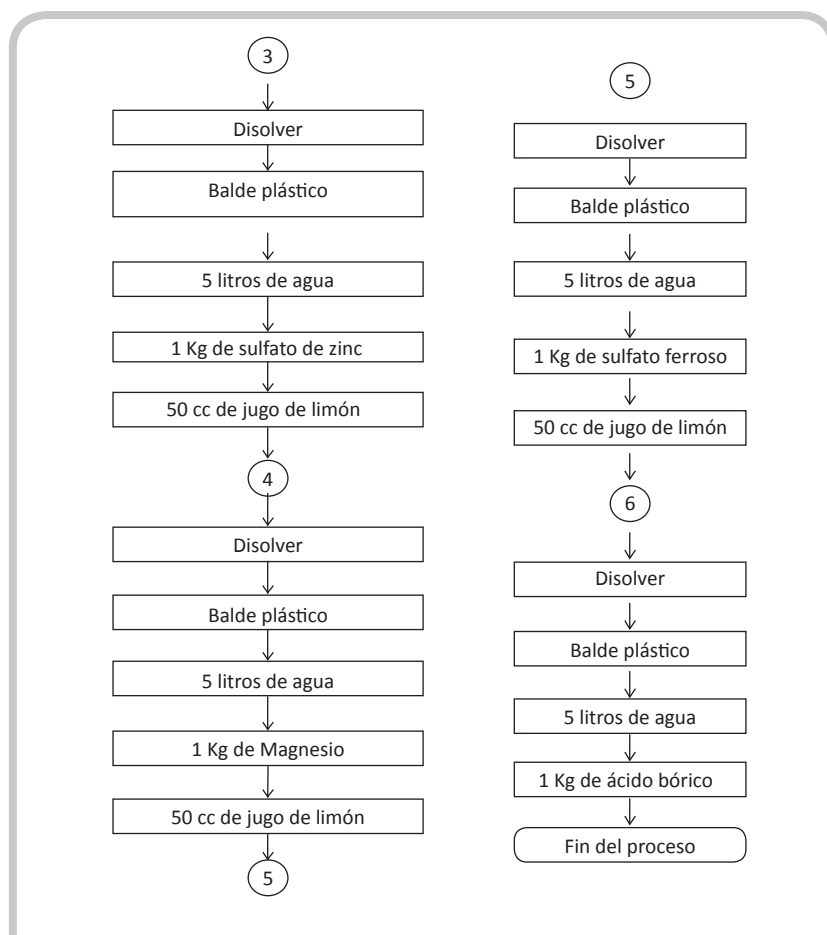 3
Disolver
Balde plástico
5 litros de agua
1 Kg de sulfato de zinc
50 cc de jugo de limón
4
Disolver
Balde plástico
5 litros de agua
1 Kg de Magnesio
50 cc de jugo de limón
5
5
Disolver
Balde plástico
5 litros de agua
1 Kg de sulfato ferroso
50 cc de jugo de limón
6
Disolver
Balde plástico
5 litros de agua
1 Kg de ácido bórico
Fin del proceso